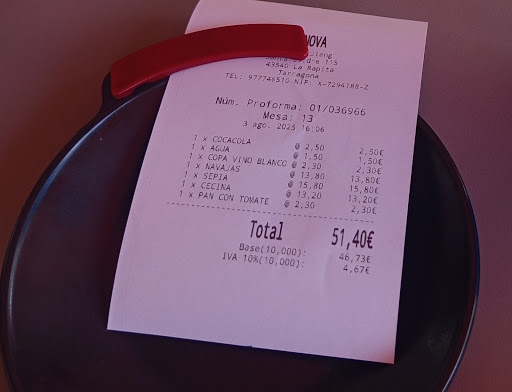 NOVA
115
43540 La Rapita
Tarragona
TEL: 977746510 NIF: X-7294188-Z
Núm. Proforma: 01/036966
Mesa: 13
3 ago. 2025 16:06
1 x COCACOLA @ 2,50 2,50€
1 x AGUA @ 1,50 1,50€
1 x COPA VINO BLANCO @ 2,30 2,30€
1 x NAVAJAS @ 13,80 13,80€
1 x SEPIA @ 15,80 15,80€
1 x CECINA @ 13,20 13,20€
1 x PAN CON TOMATE @ 2,30 2,30€
Total 51,40€
Base(10,000): 46,73€
IVA 10%(10,000): 4,67€